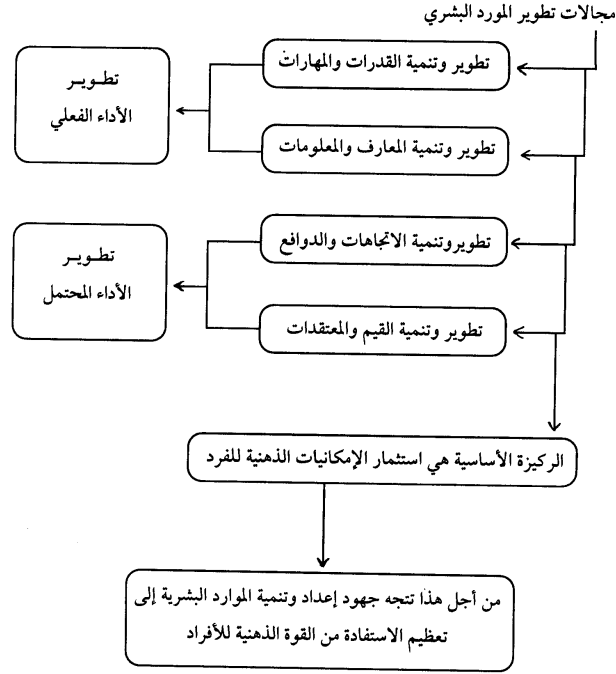 مجالات تطوير المورد البشري
تطوير وتنمية القدرات والمهارات
تطـويـر
الأداء الفعلي
تطوير وتنمية المعارف والمعلومات
تطويروتنمية الاتجاهات والدوافع
تطـويـر
الأداء المحتمل
تطوير وتنمية القيم والمعتقدات
الركيزة الأساسية هي استثمار الإمكانيات الذهنية للفرد
من أجل هذا تتجه جهود إعداد وتنمية الموارد البشرية إلى
تعظيم الاستفادة من القوة الذهنية للأفراد